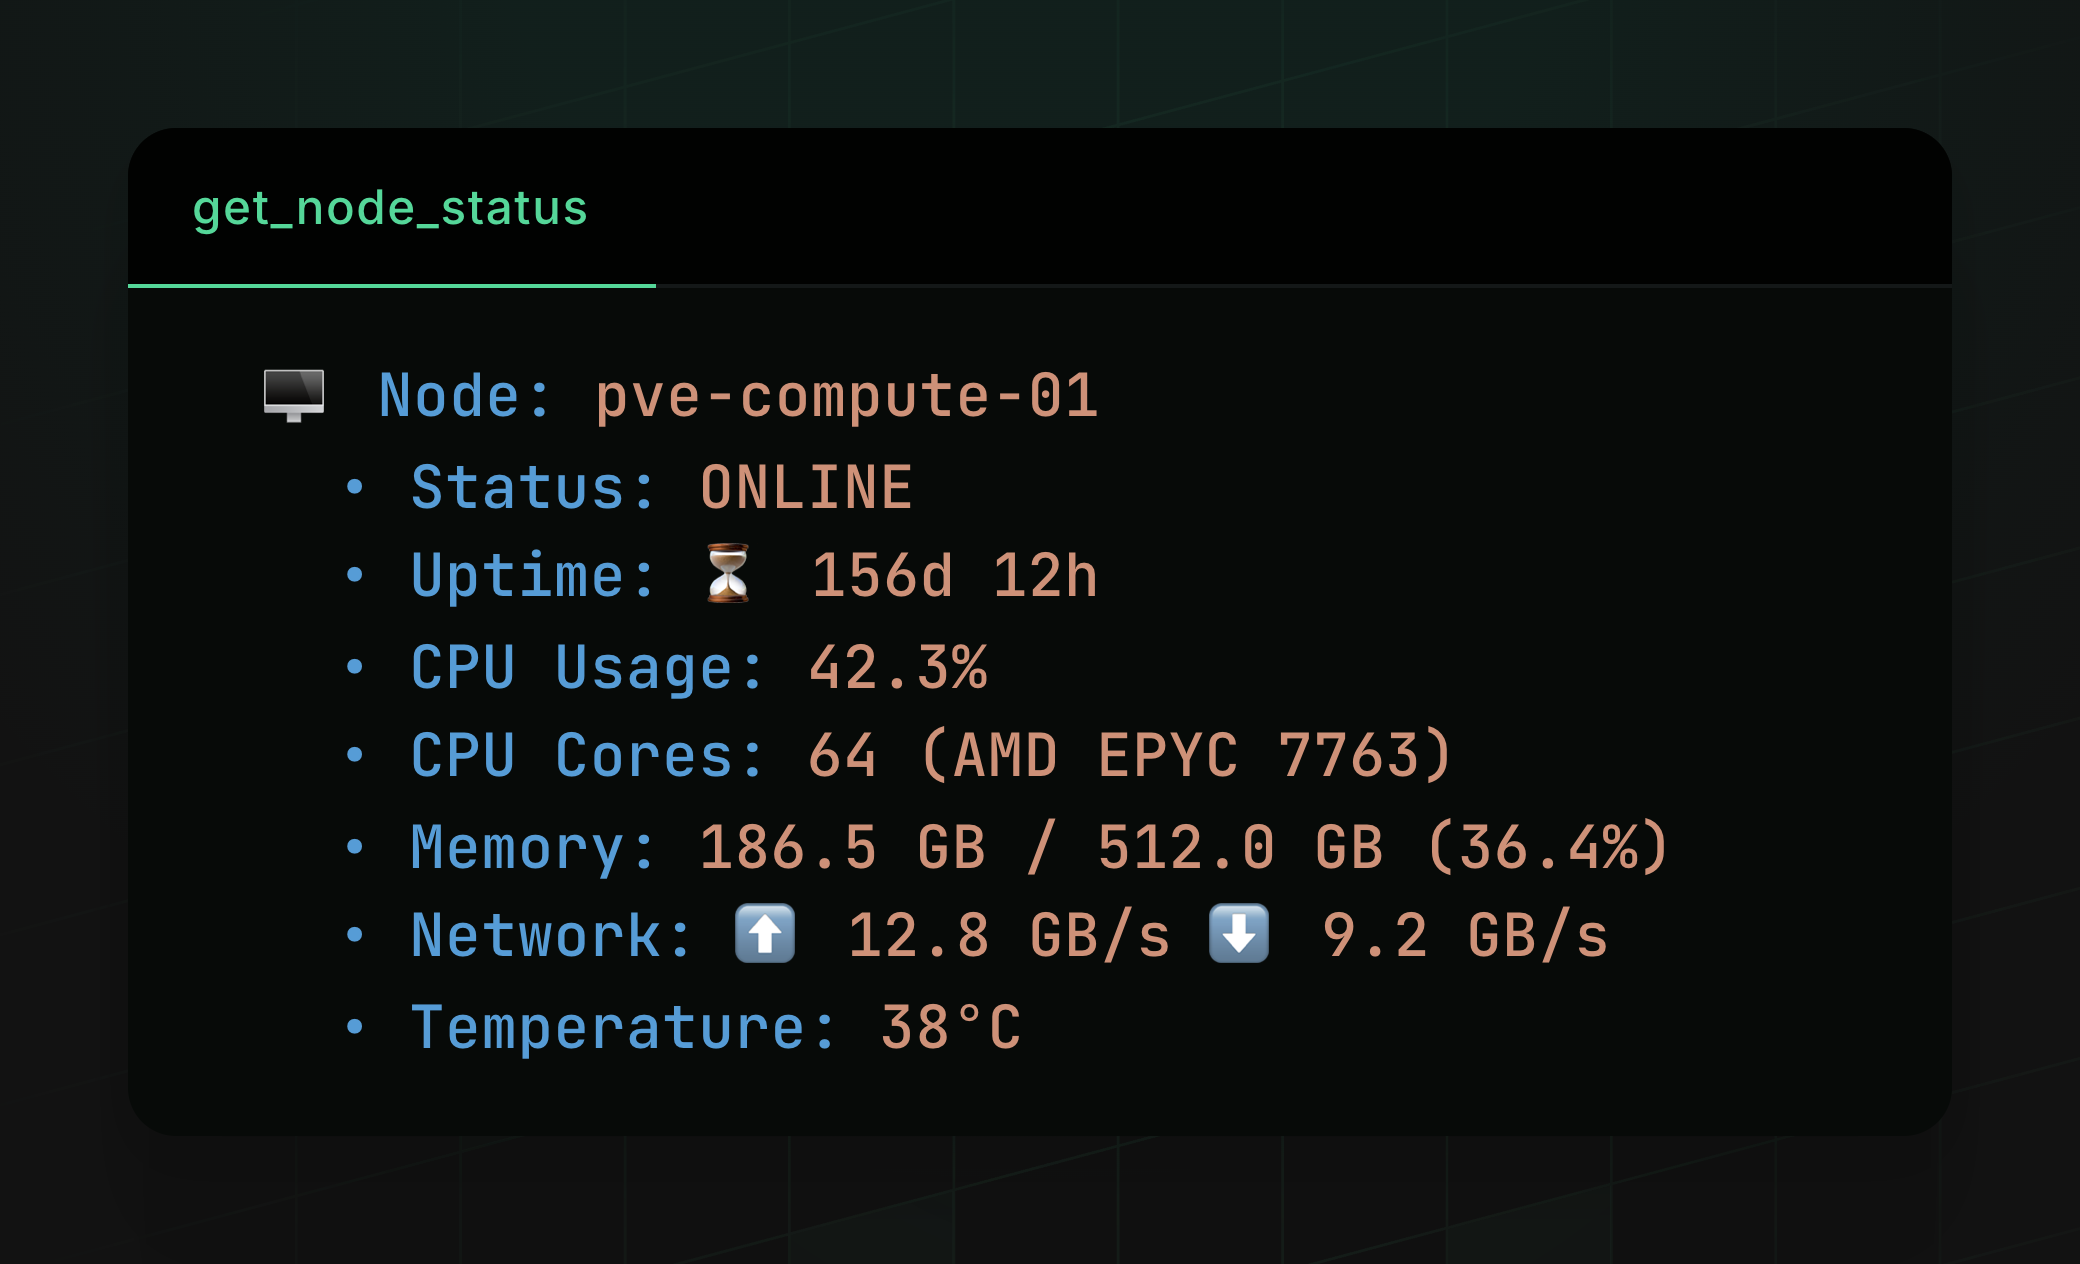 get_node_status
🖥️ Node: pve-compute-01
• Status: ONLINE
• Uptime: ⏳ 156d 12h
• CPU Usage: 42.3%
• CPU Cores: 64 (AMD EPYC 7763)
• Memory: 186.5 GB / 512.0 GB (36.4%)
• Network: ⬆️ 12.8 GB/s ⬇️ 9.2 GB/s
• Temperature: 38°C